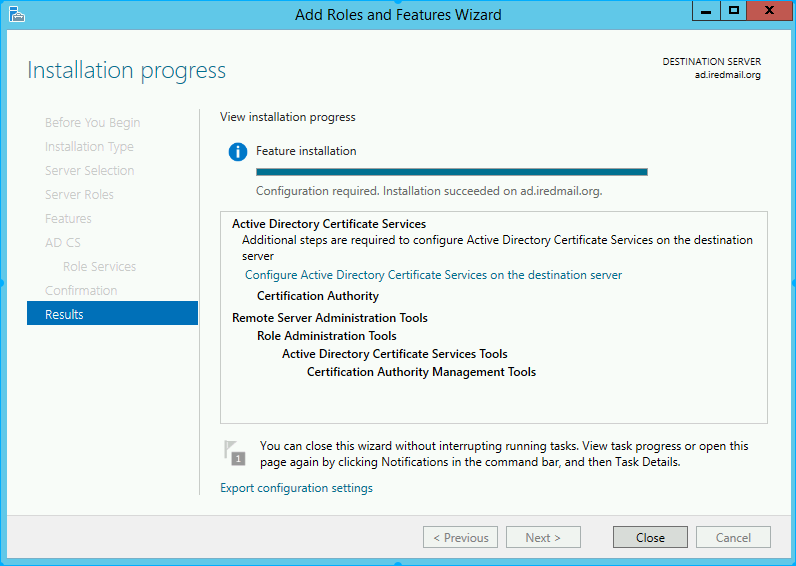 Add Roles and Features Wizard
Installation progress
DESTINATION SERVER
ad.iredmail.org
Before You Begin
Installation Type
Server Selection
Server Roles
Features
AD CS
Role Services
Confirmation
Results
View installation progress
Feature installation
Configuration required. Installation succeeded on ad.iredmail.org.
Active Directory Certificate Services
Additional steps are required to configure Active Directory Certificate Services on the destination
server
Configure Active Directory Certificate Services on the destination server
Certification Authority
Remote Server Administration Tools
Role Administration Tools
Active Directory Certificate Services Tools
Certification Authority Management Tools
1
You can close this wizard without interrupting running tasks. View task progress or open this
page again by clicking Notifications in the command bar, and then Task Details.
Export configuration settings
< Previous
Next >
Close
Cancel